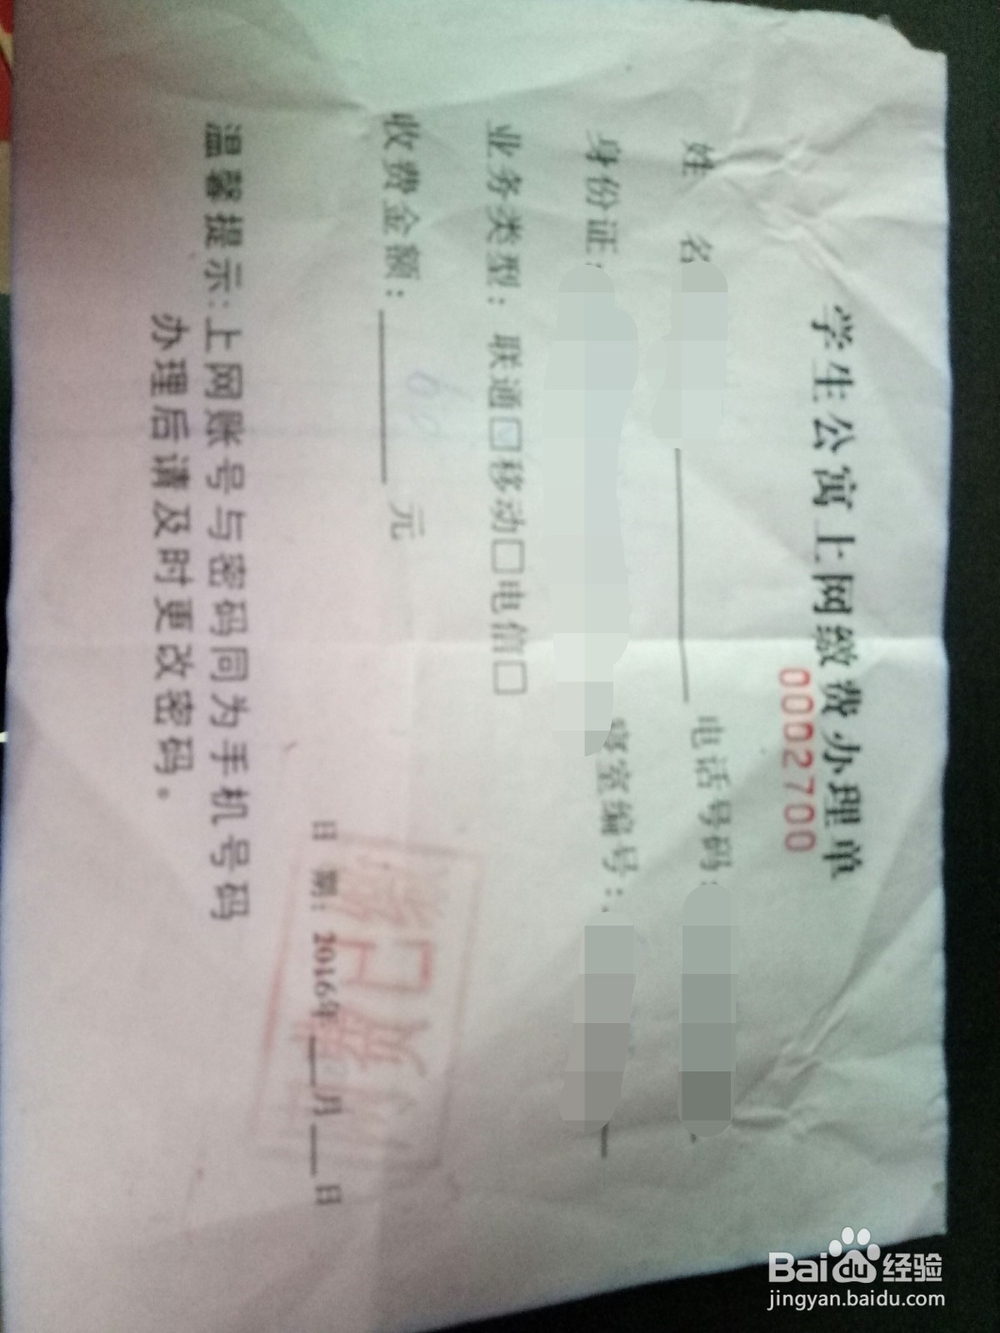 学生公寓上网缴费办理单
0002700
姓 名 电话号码:
身份证: 寝室编号:
业务类型: 联通□移动□电信□
收费金额: 60 元
温馨提示:上网账号与密码同为手机号码
办理后请及时更改密码。
日 期: 2016年 月 日
Baidu 经验
jingyan.baidu.com